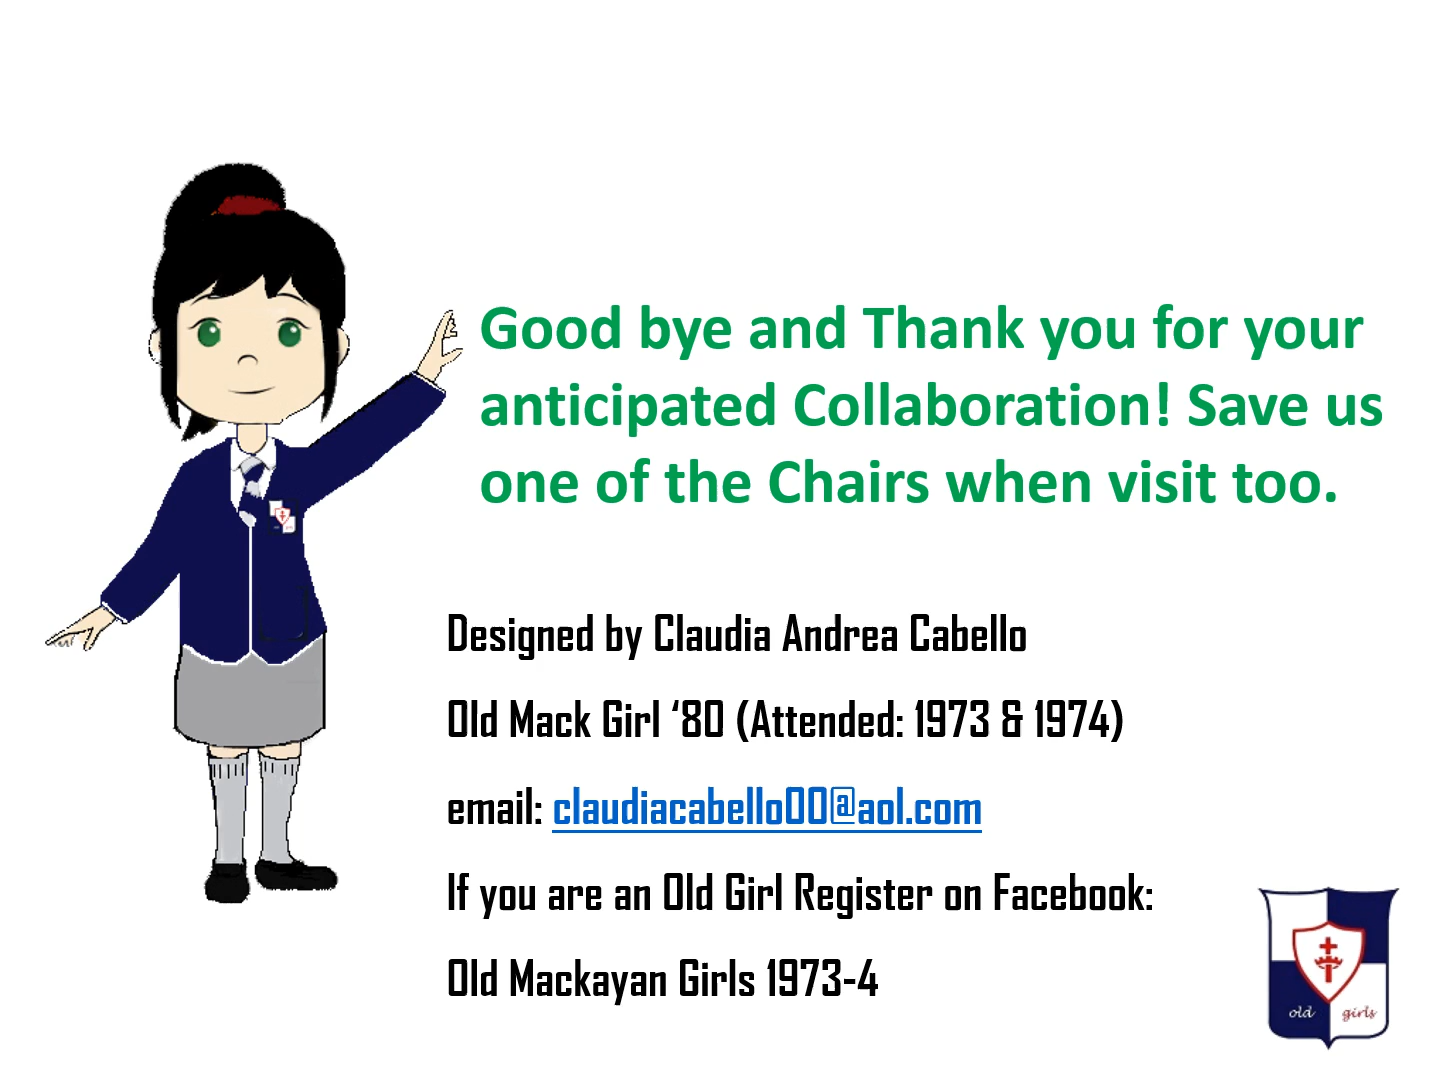 Good bye and Thank you for your
anticipated Collaboration! Save us
one of the Chairs when visit too.
Designed by Claudia Andrea Cabello
Old Mack Girl ‘80 (Attended: 1973 & 1974)
email: claudiacabello00@aol.com
If you are an Old Girl Register on Facebook:
Old Mackayan Girls 1973-4
old girls